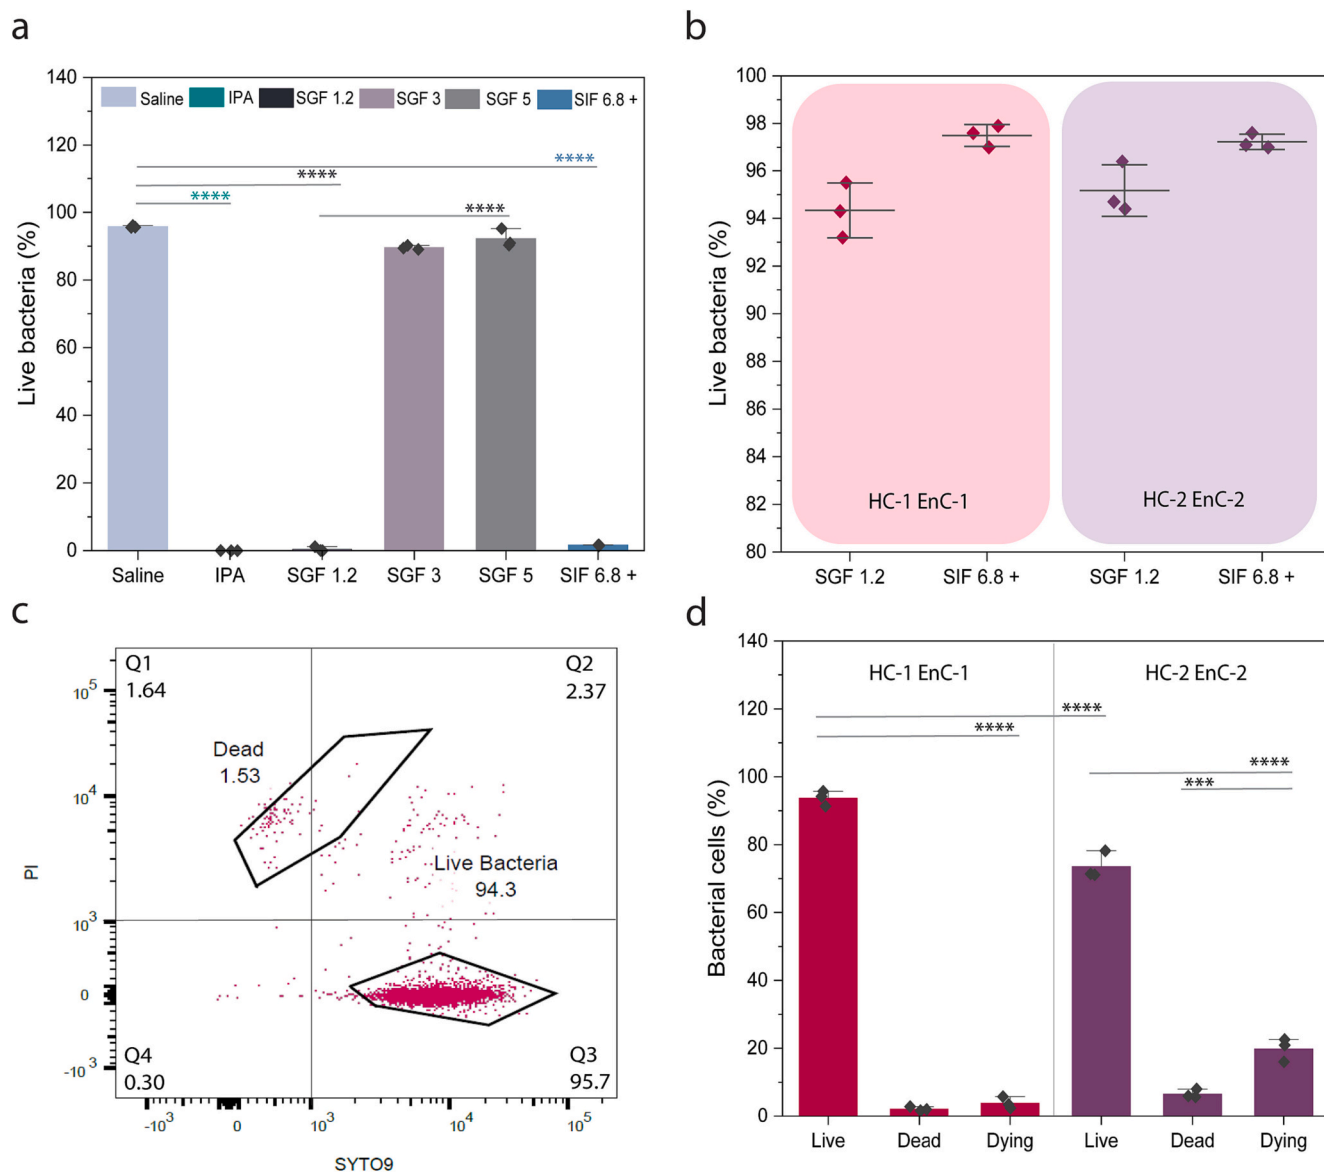 a
Live bacteria (%)
140
120
100
80
60
40
20
0
Saline IPA SGF 1.2 SGF 3 SGF 5 SIF 6.8 +
****
****
****
****
Saline IPA SGF 1.2 SGF 3 SGF 5 SIF 6.8 +
b
Live bacteria (%)
100
98
96
94
92
90
88
86
84
82
80
HC-1 EnC-1 HC-2 EnC-2
SGF 1.2 SIF 6.8 + SGF 1.2 SIF 6.8 +
c
PI
Q1
1.64
Q2
2.37
Dead
1.53
Live Bacteria
94.3
Q4
0.30
Q3
95.7
10^5
10^4
10^3
0
-10^3
-10^3 0 10^3 10^4 10^5
SYTO9
d
Bacterial cells (%)
140
120
100
80
60
40
20
0
HC-1 EnC-1 HC-2 EnC-2
****
****
****
***
Live Dead Dying Live Dead Dying